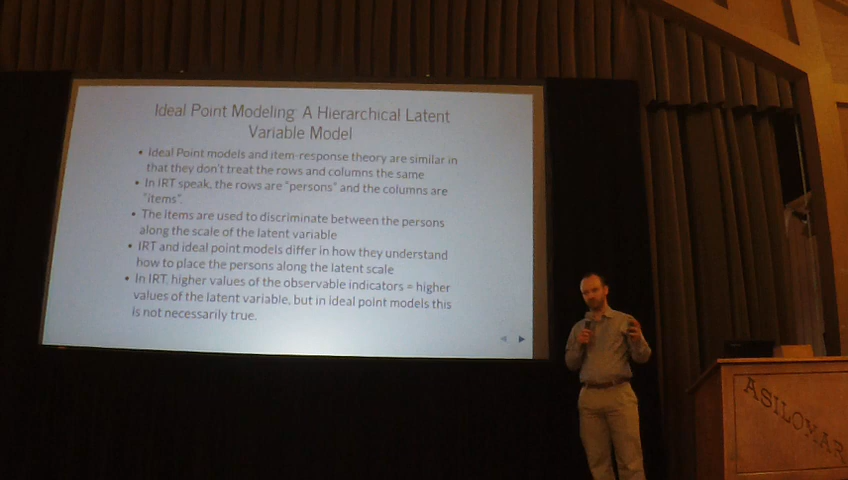 Ideal Point Modeling: A Hierarchical Latent
Variable Model
• Ideal Point models and item-response theory are similar in
that they don't treat the rows and columns the same
• In IRT speak, the rows are "persons" and the columns are
"items".
• The items are used to discriminate between the persons
along the scale of the latent variable
• IRT and ideal point models differ in how they understand
how to place the persons along the latent scale
• In IRT, higher values of the observable indicators = higher
values of the latent variable, but in ideal point models this
is not necessarily true.
ASILOMAR